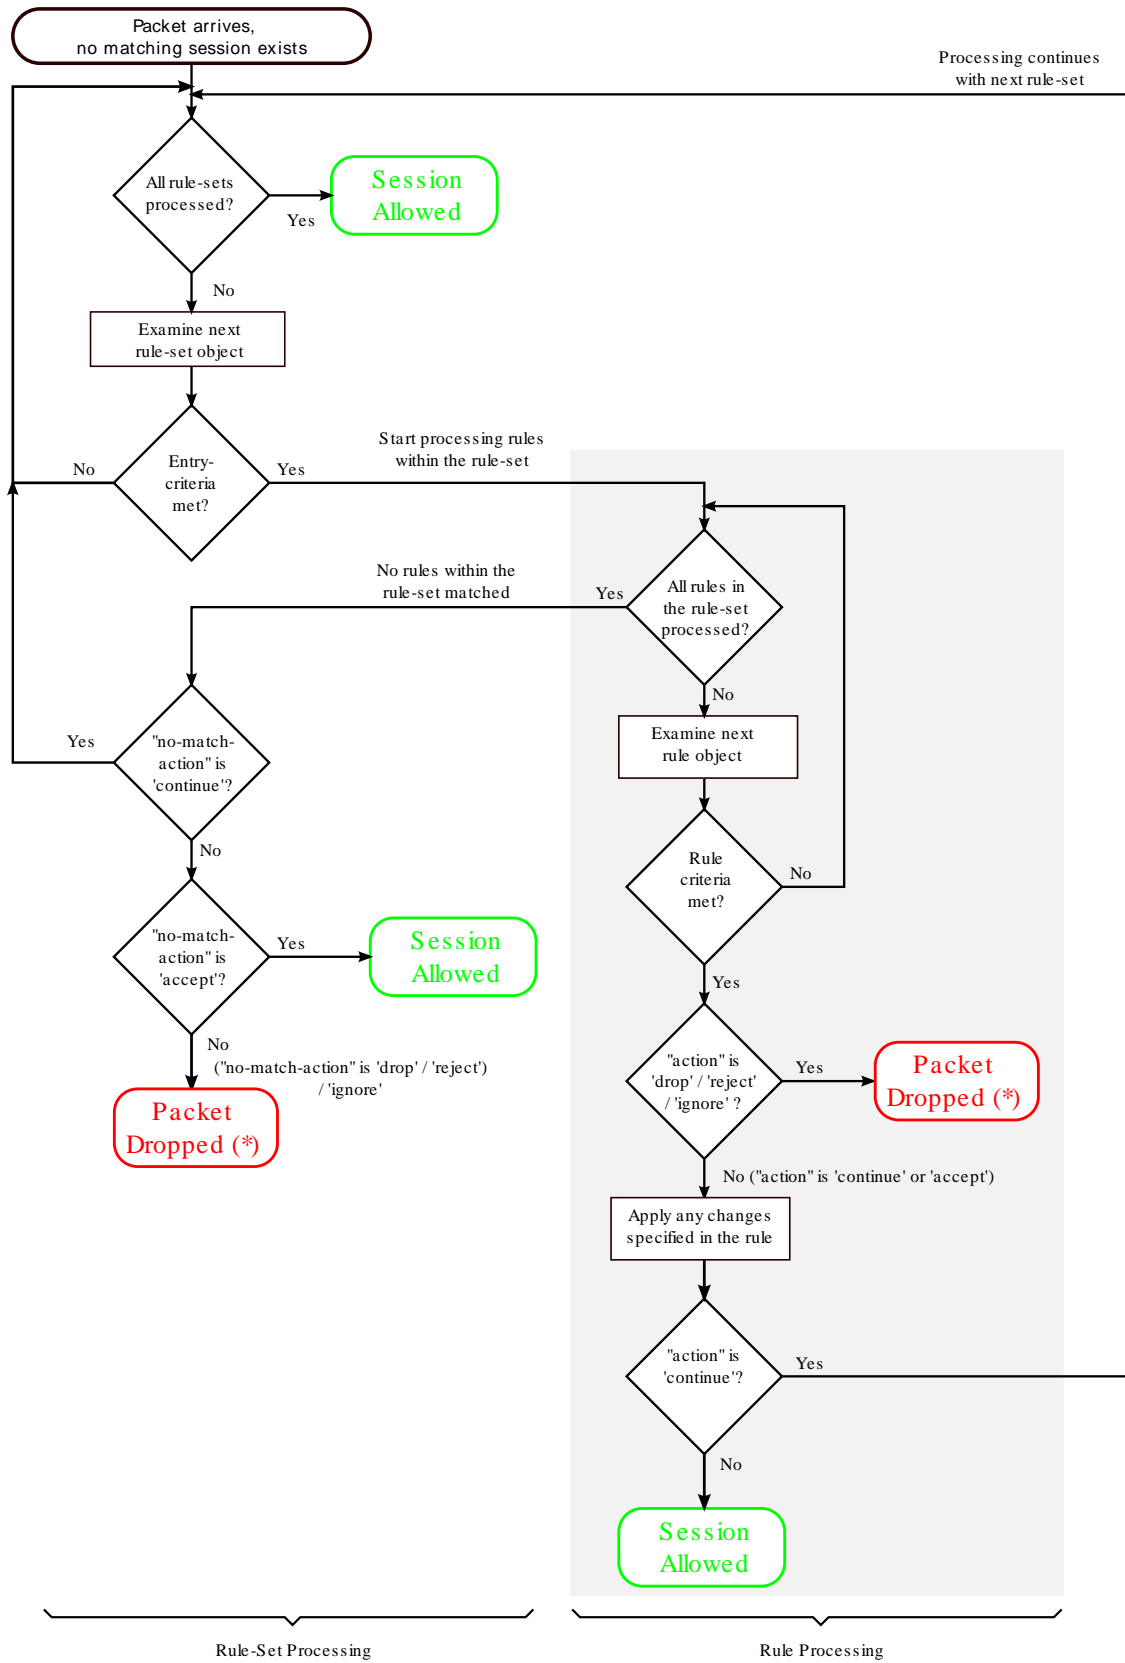 Packet arrives,
no matching session exists
Processing continues
with next rule-set
All rule-sets
processed?
Yes
Session
Allowed
No
Examine next
rule-set object
Entry-
criteria
met?
No
Yes
Start processing rules
within the rule-set
No rules within the
rule-set matched
Yes
All rules in
the rule-set
processed?
No
Examine next
rule object
Rule
criteria
met?
No
Yes
"no-match-
action" is
'continue'?
Yes
No
"no-match-
action" is
'accept'?
Yes
Session
Allowed
No
("no-match-action" is 'drop' / 'reject')
/ 'ignore'
Packet
Dropped (*)
"action" is
'drop' / 'reject'
/ 'ignore' ?
Yes
Packet
Dropped (*)
No ("action" is 'continue' or 'accept')
Apply any changes
specified in the rule
"action" is
'continue'?
Yes
No
Session
Allowed
Rule-Set Processing
Rule Processing